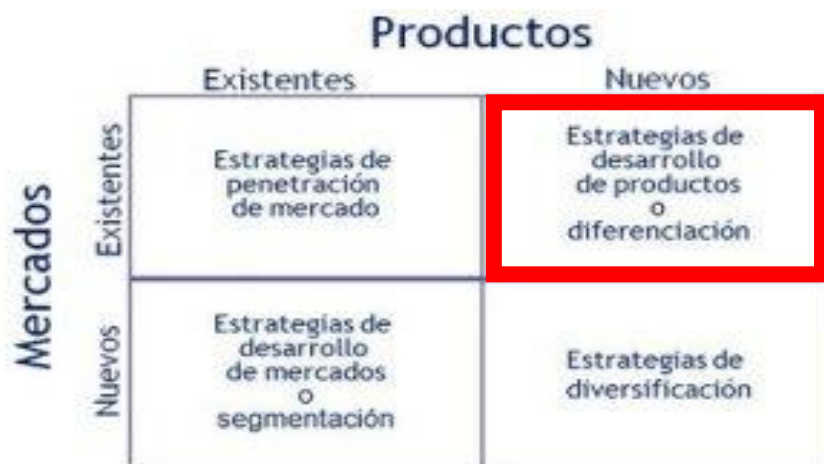 Productos
Existentes
Nuevos
Mercados
Existentes
Estrategias de
penetración
de mercado
Estrategias de
desarrollo
de productos
o
diferenciación
Nuevos
Estrategias de
desarrollo
de mercados
o
segmentación
Estrategias de
diversificación